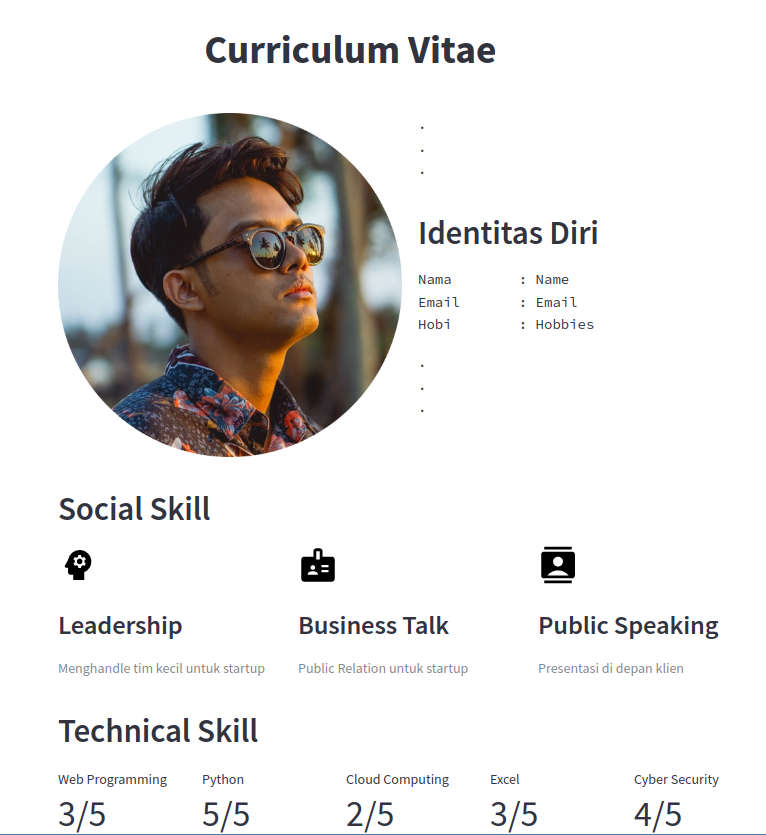 Curriculum Vitae
.
.
.
Identitas Diri
Nama : Name
Email : Email
Hobi : Hobbies
.
.
.
Social Skill
Leadership
Menghandle tim kecil untuk startup
Business Talk
Public Relation untuk startup
Public Speaking
Presentasi di depan klien
Technical Skill
Web Programming
3/5
Python
5/5
Cloud Computing
2/5
Excel
3/5
Cyber Security
4/5